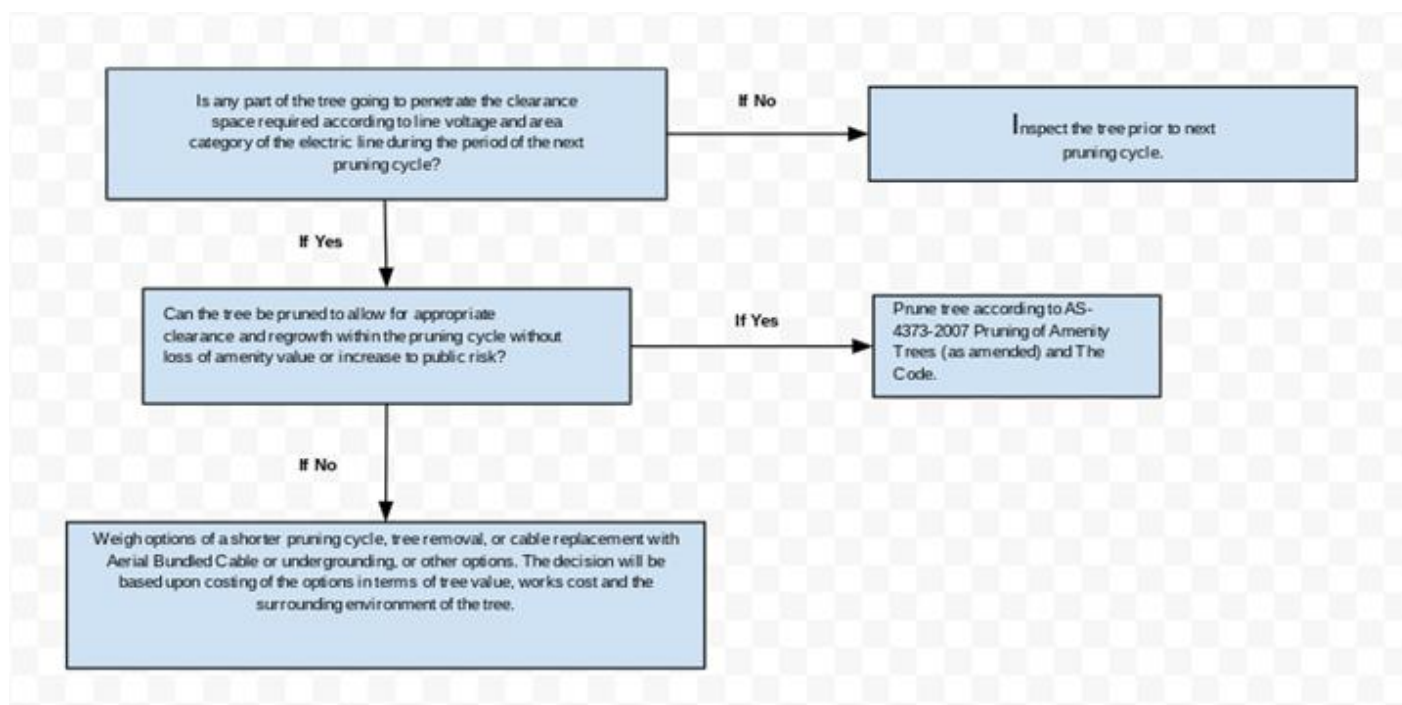 Is any part of the tree going to penetrate the clearance
space required according to line voltage and area
category of the electric line during the period of the next
pruning cycle?
If No
Inspect the tree prior to next
pruning cycle.
If Yes
Can the tree be pruned to allow for appropriate
clearance and regrowth within the pruning cycle without
loss of amenity value or increase to public risk?
If Yes
Prune tree according to AS-
4373-2007 Pruning of Amenity
Trees (as amended) and The
Code.
If No
Weigh options of a shorter pruning cycle, tree removal, or cable replacement with
Aerial Bundled Cable or undergrounding, or other options. The decision will be
based upon costing of the options in terms of tree value, works cost and the
surrounding environment of the tree.